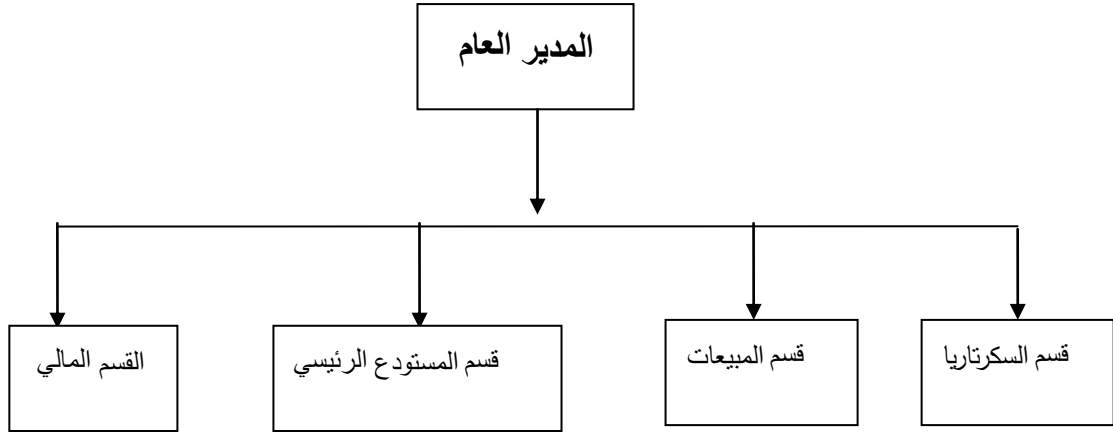 المدير العام
قسم السكرتاريا
قسم المبيعات
قسم المستودع الرئيسي
القسم المالي